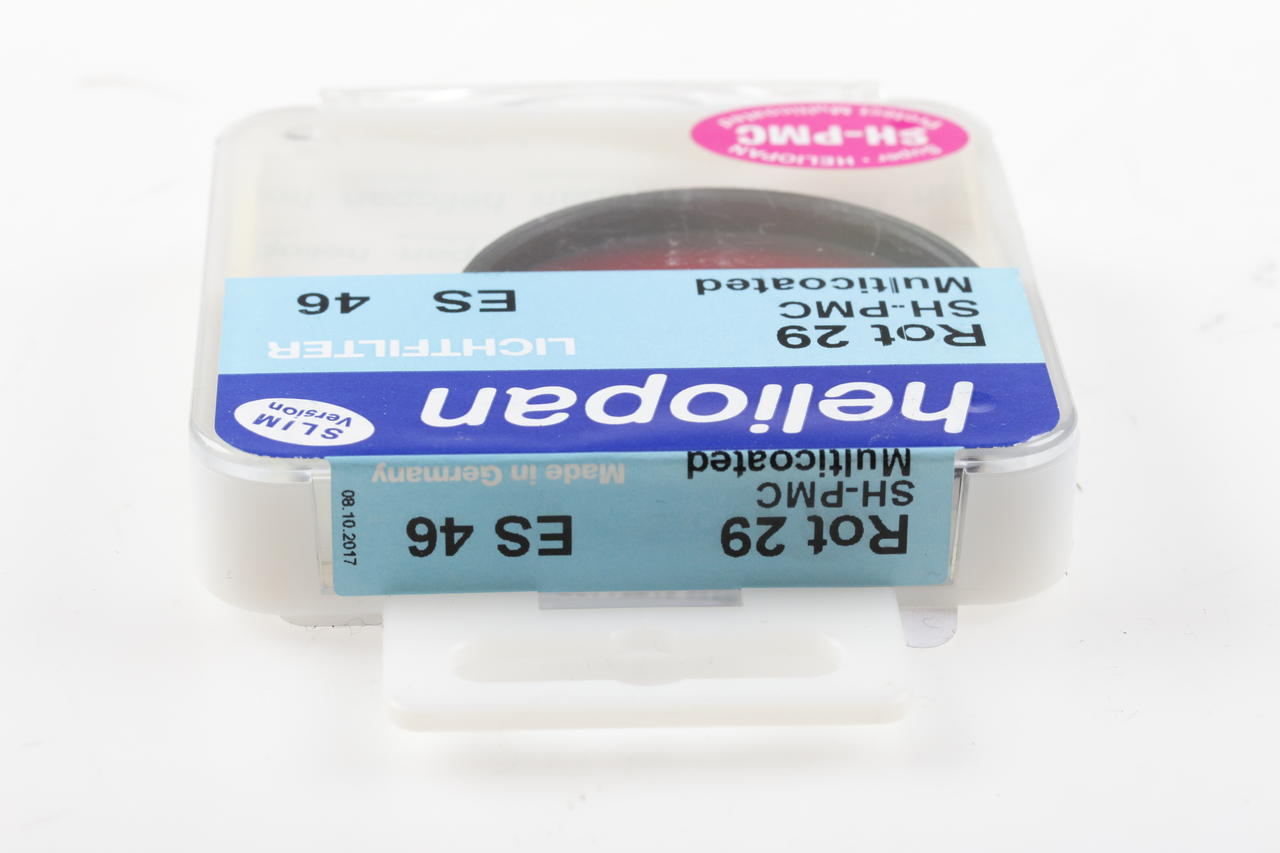 Super • HELIOPAN
SH-PMC
Protect Multicoated
Rot 29
SH-PMC
Multicoated
ES 46
Made in Germany
08.10.2017
heliopan
SLIM
Version
Rot 29
SH-PMC
Multicoated
LICHTFILTER
ES 46